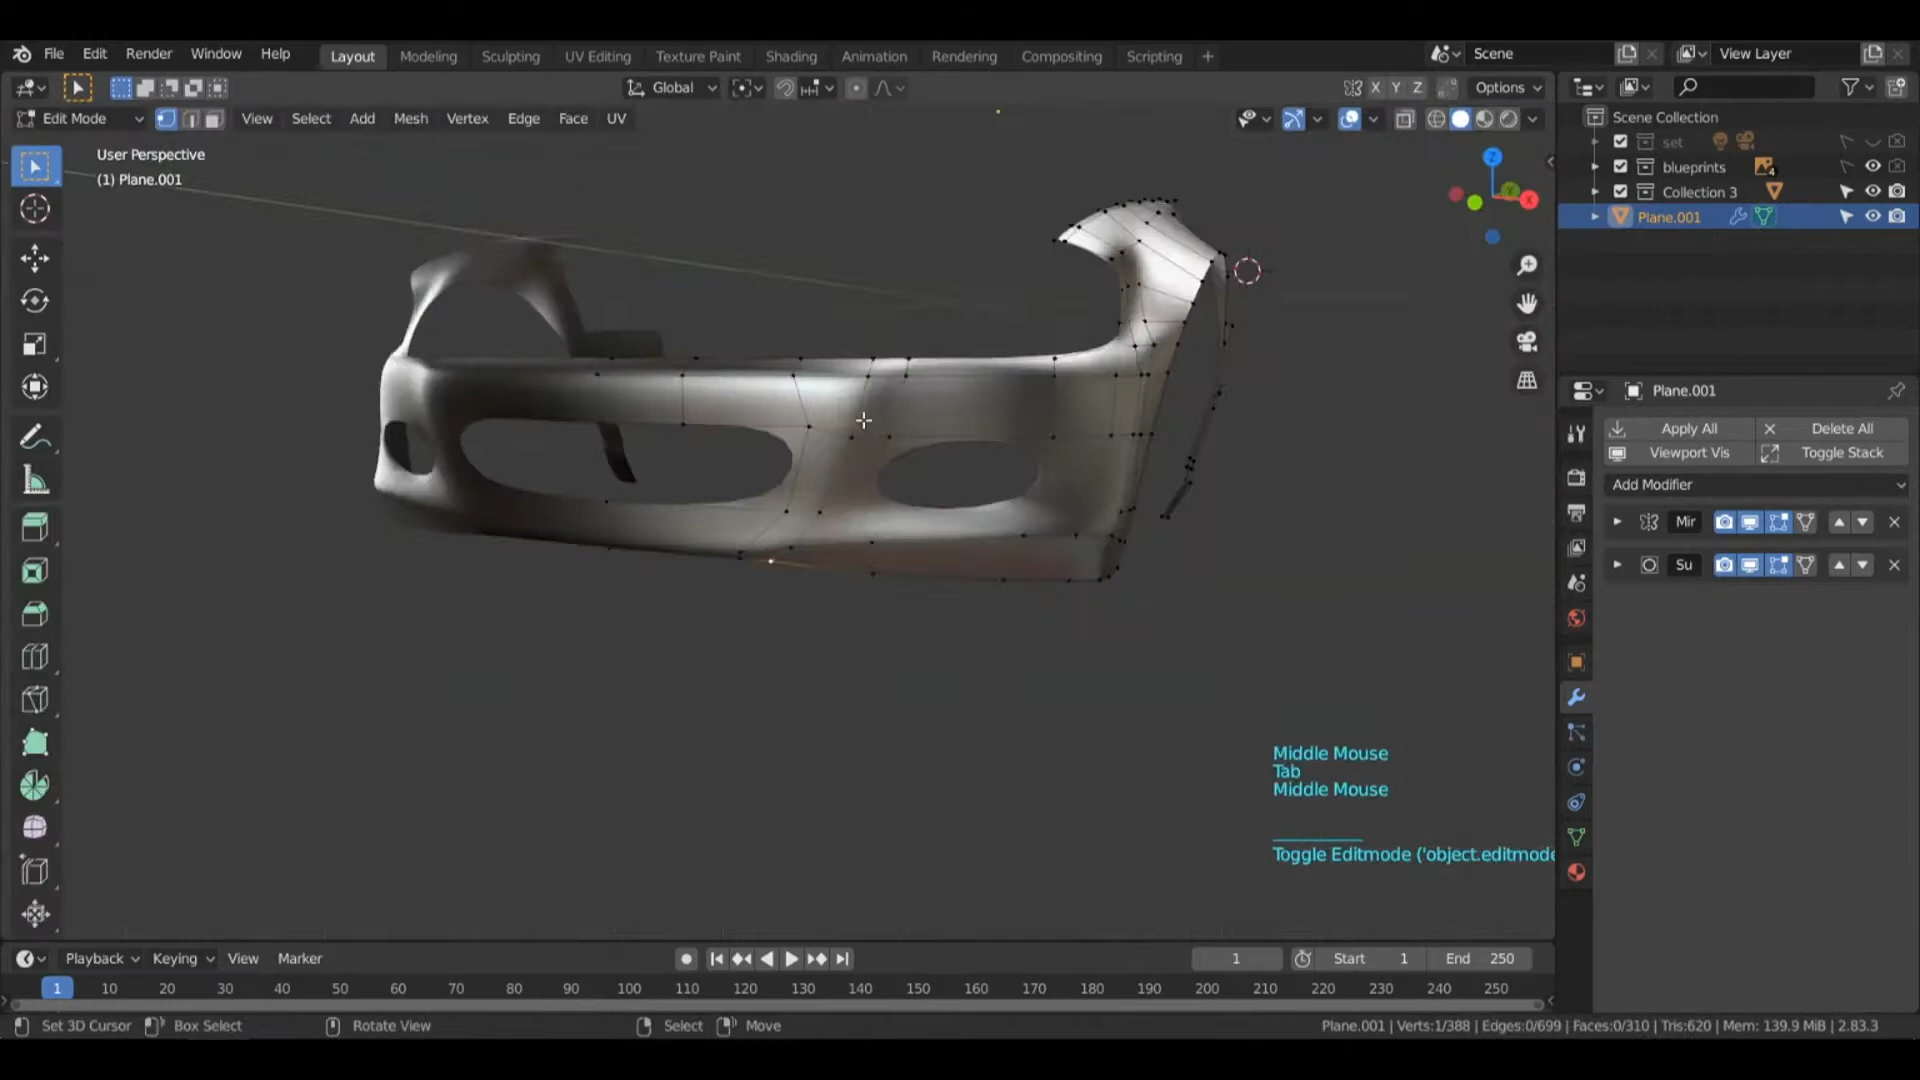 File Edit Render Window Help Layout Modeling Sculpting UV Editing Texture Paint Shading Animation Rendering Compositing Scripting + Scene View Layer
Global X Y Z Options
Edit Mode View Select Add Mesh Vertex Edge Face UV
User Perspective
(1) Plane.001
Z
X
Y
Scene Collection
set
blueprints 4
Collection 3
Plane.001
Plane.001
Apply All Delete All
Viewport Vis Toggle Stack
Add Modifier
Mir
Su
Middle Mouse
Tab
Middle Mouse
Toggle Editmode ('object.editmode
Playback Keying View Marker 1 Start 1 End 250
1 10 20 30 40 50 60 70 80 90 100 110 120 130 140 150 160 170 180 190 200 210 220 230 240 250
Set 3D Cursor Box Select Rotate View Select Move Plane.001 | Verts:1/388 | Edges:0/699 | Faces:0/310 | Tris:620 | Mem: 139.9 MiB | 2.83.3